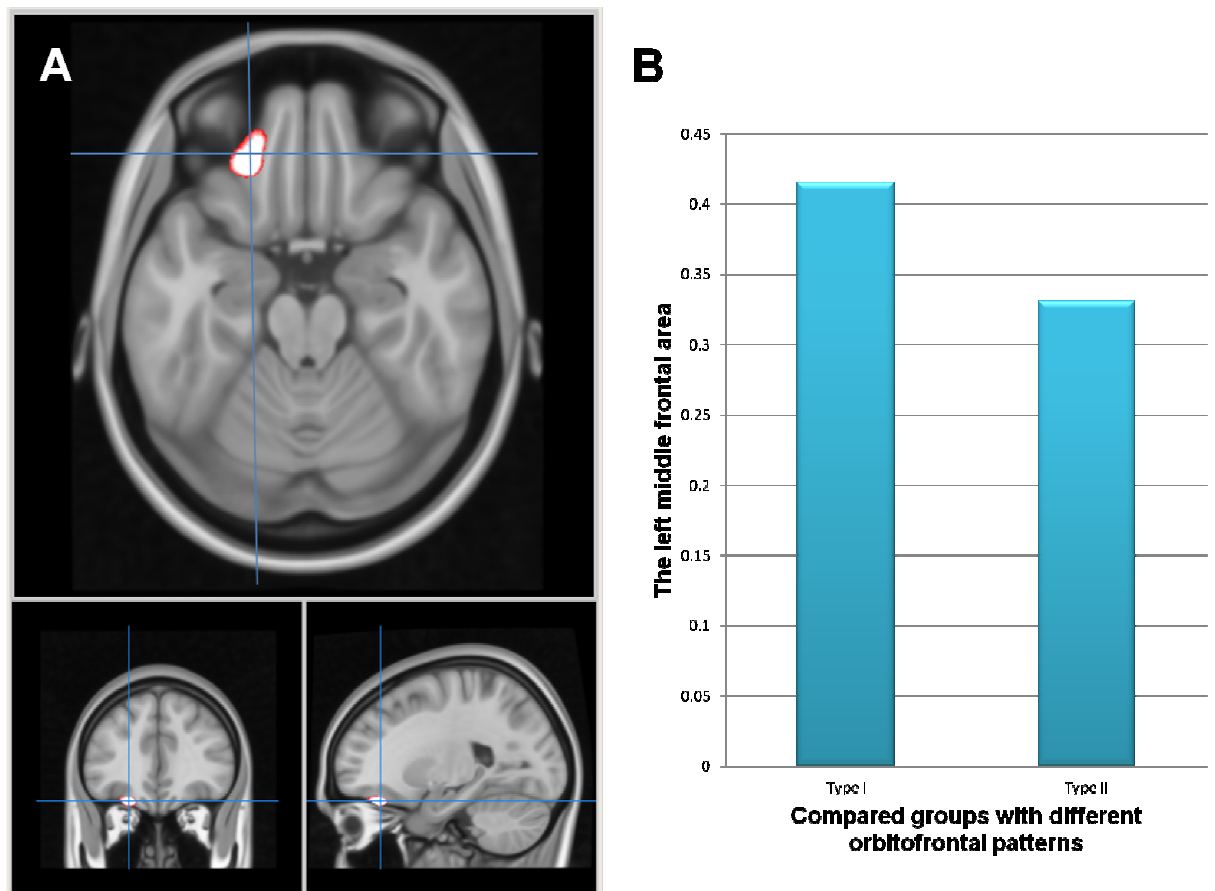 A
B
0.45
0.4
0.35
0.3
0.25
0.2
0.15
0.1
0.05
0
The left middle frontal area
Type I
Type II
Compared groups with different
orbitofrontal patterns